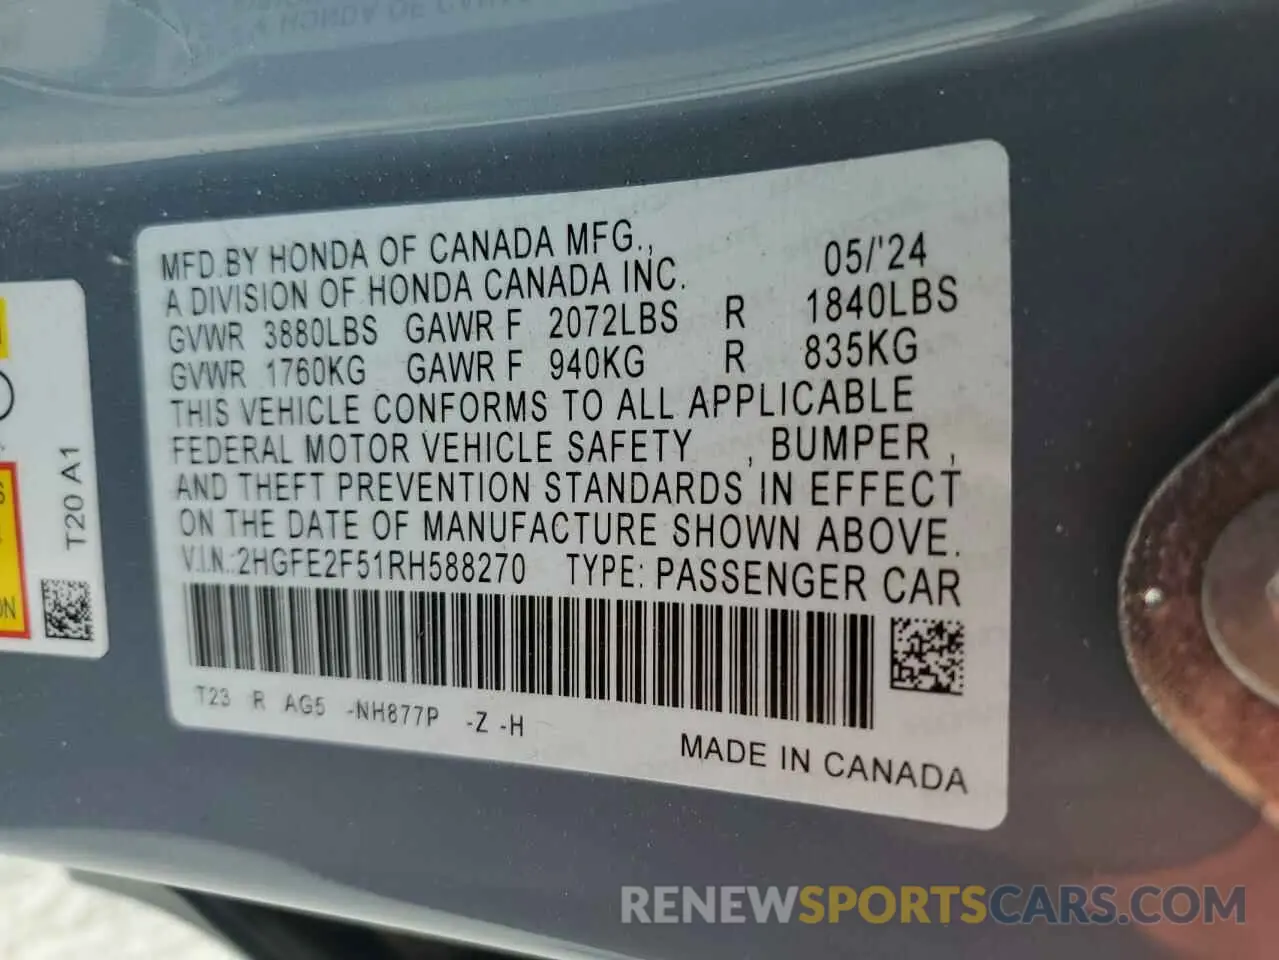 MFD. BY HONDA OF CANADA MFG., 05/'24
A DIVISION OF HONDA CANADA INC.
GVWR 3880LBS GAWR F 2072LBS R 1840LBS
GVWR 1760KG GAWR F 940KG R 835KG
THIS VEHICLE CONFORMS TO ALL APPLICABLE
FEDERAL MOTOR VEHICLE SAFETY , BUMPER ,
AND THEFT PREVENTION STANDARDS IN EFFECT
ON THE DATE OF MANUFACTURE SHOWN ABOVE.
V.I.N.:2HGFE2F51RH588270 TYPE: PASSENGER CAR
T23 R AG5 -NH877P -Z -H
MADE IN CANADA
T20 A1
RENEWSPORTSCARS.COM